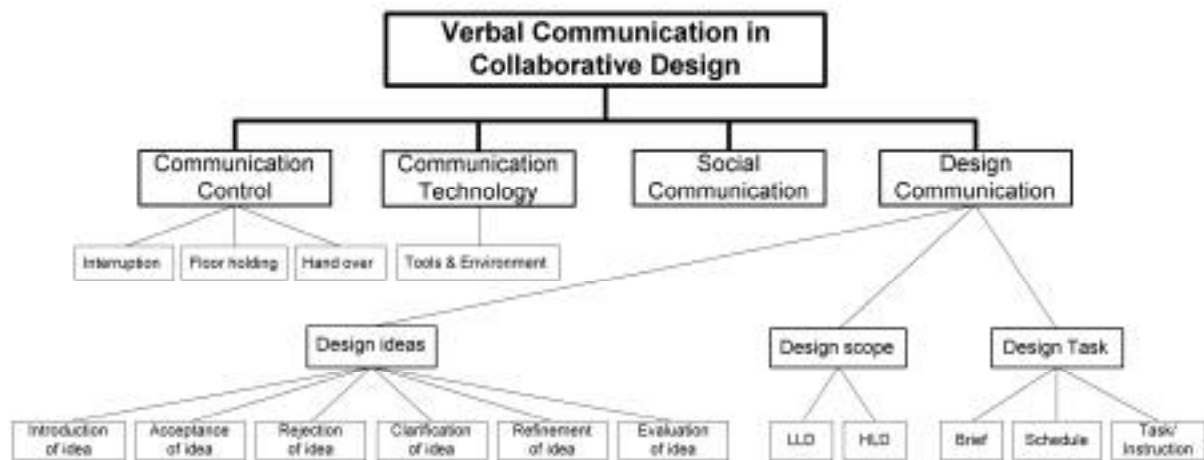 Verbal Communication in
Collaborative Design
Communication
Control
Communication
Technology
Social
Communication
Design
Communication
Interruption
Floor holding
Hand over
Tools & Environment
Design ideas
Design scope
Design Task
Introduction
of idea
Acceptance
of idea
Rejection
of idea
Clarification
of idea
Refinement
of idea
Evaluation
of idea
LLD
HLD
Brief
Schedule
Task/
Instruction